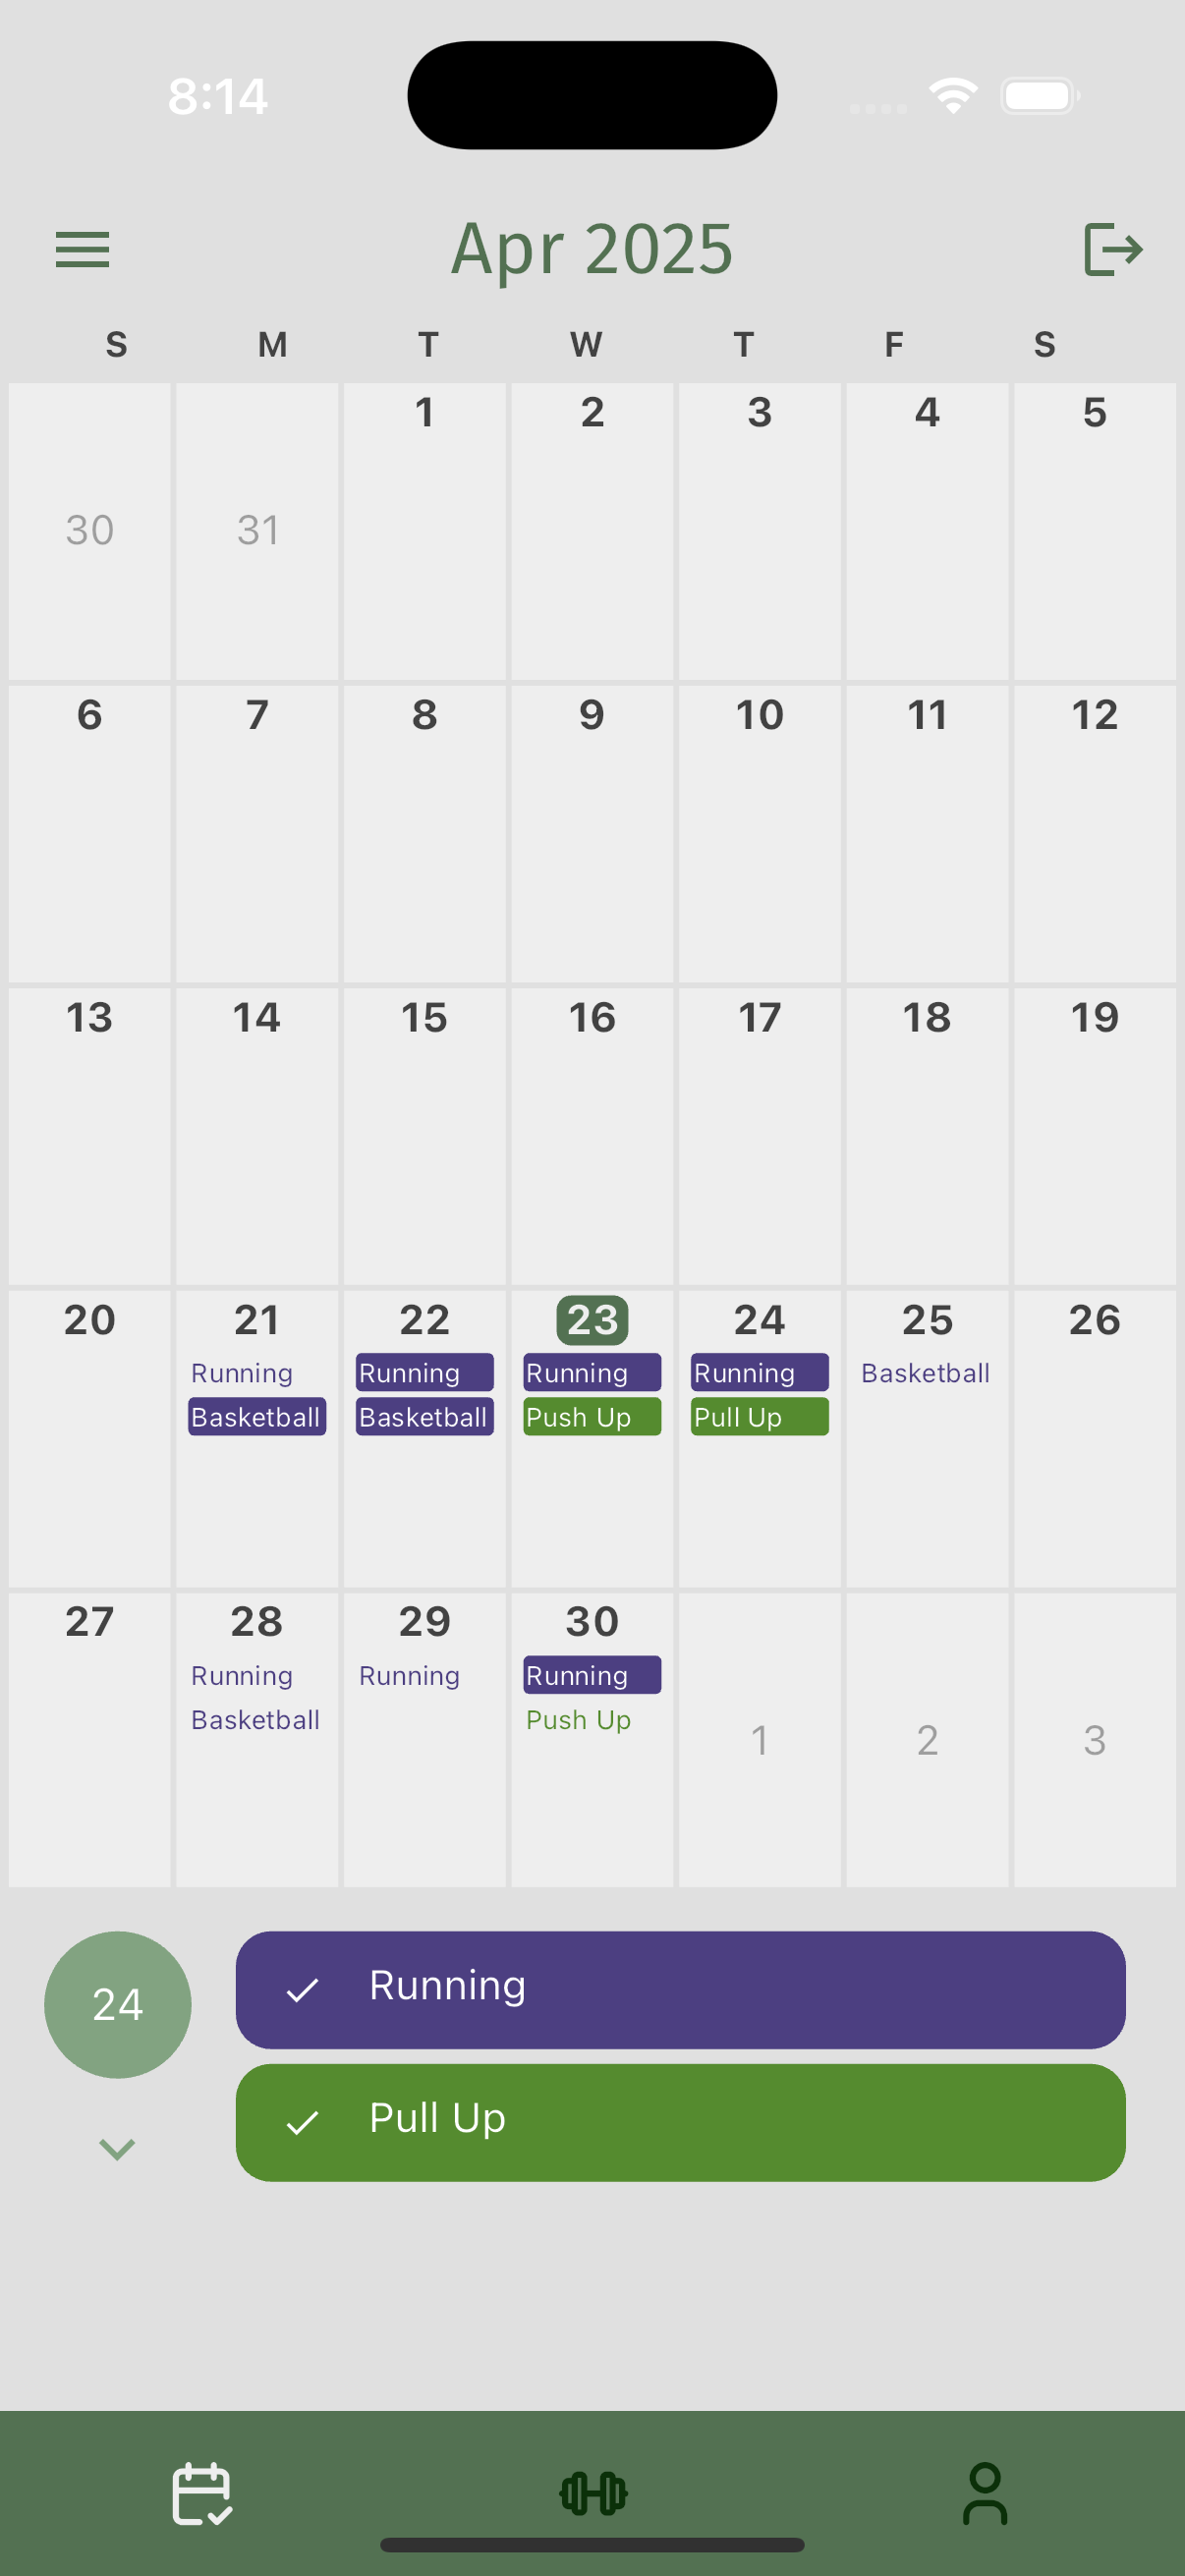 8:14
Apr 2025
S M T W T F S
30 31 1 2 3 4 5
6 7 8 9 10 11 12
13 14 15 16 17 18 19
20 21 22 23 24 25 26
Running Running Running Running Basketball
Basketball Basketball Push Up Pull Up
27 28 29 30 1 2 3
Running Running Running
Basketball Push Up
24 Running
Pull Up